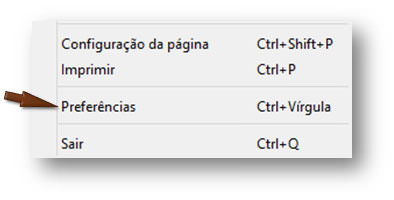 Configuração da página Ctrl+Shift+P
Imprimir Ctrl+P
Preferências Ctrl+Vírgula
Sair Ctrl+Q